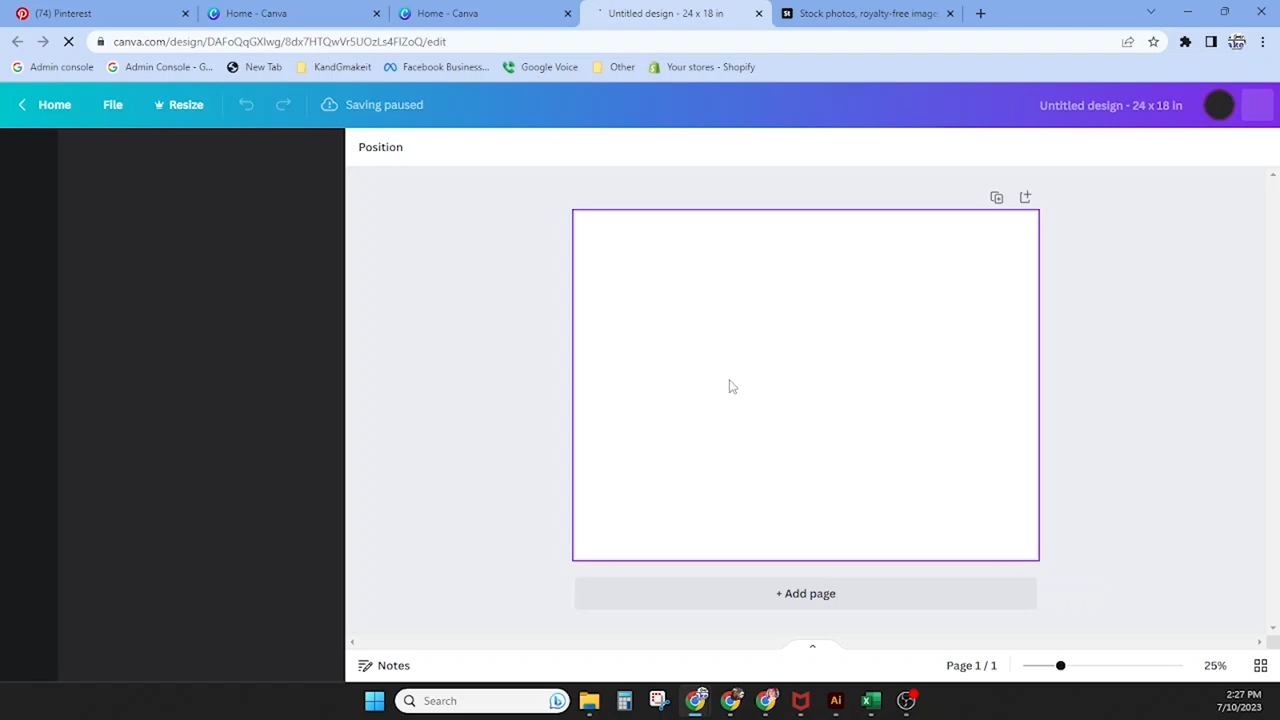 (74) Pinterest
Home - Canva
Home - Canva
Untitled design - 24 x 18 in
Stock photos, royalty-free image
canva.com/design/DAFoQqGXIwg/8dx7HTQwVr5UOzLs4FIZoQ/edit
Admin console
Admin Console - G...
New Tab
KandGmakeit
Facebook Business...
Google Voice
Other
Your stores - Shopify
Home
File
Resize
Saving paused
Untitled design - 24 x 18 in
Position
+ Add page
Notes
Page 1 / 1
25%
Search
2:27 PM
7/10/2023